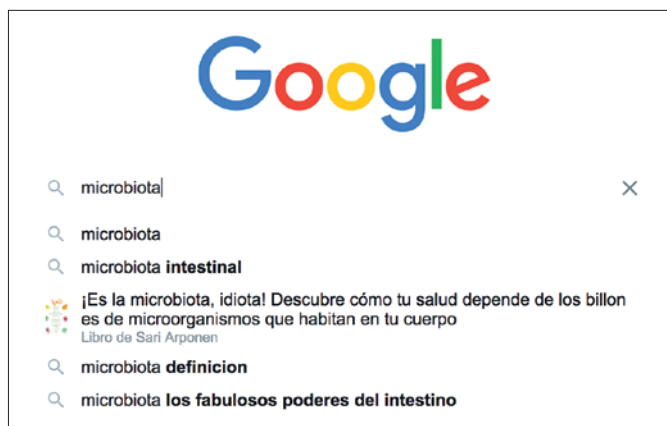 Google
microbiota
microbiota
microbiota intestinal
¡Es la microbiota, idiota! Descubre cómo tu salud depende de los billon
es de microorganismos que habitan en tu cuerpo
Libro de Sari Arponen
microbiota definicion
microbiota los fabulosos poderes del intestino